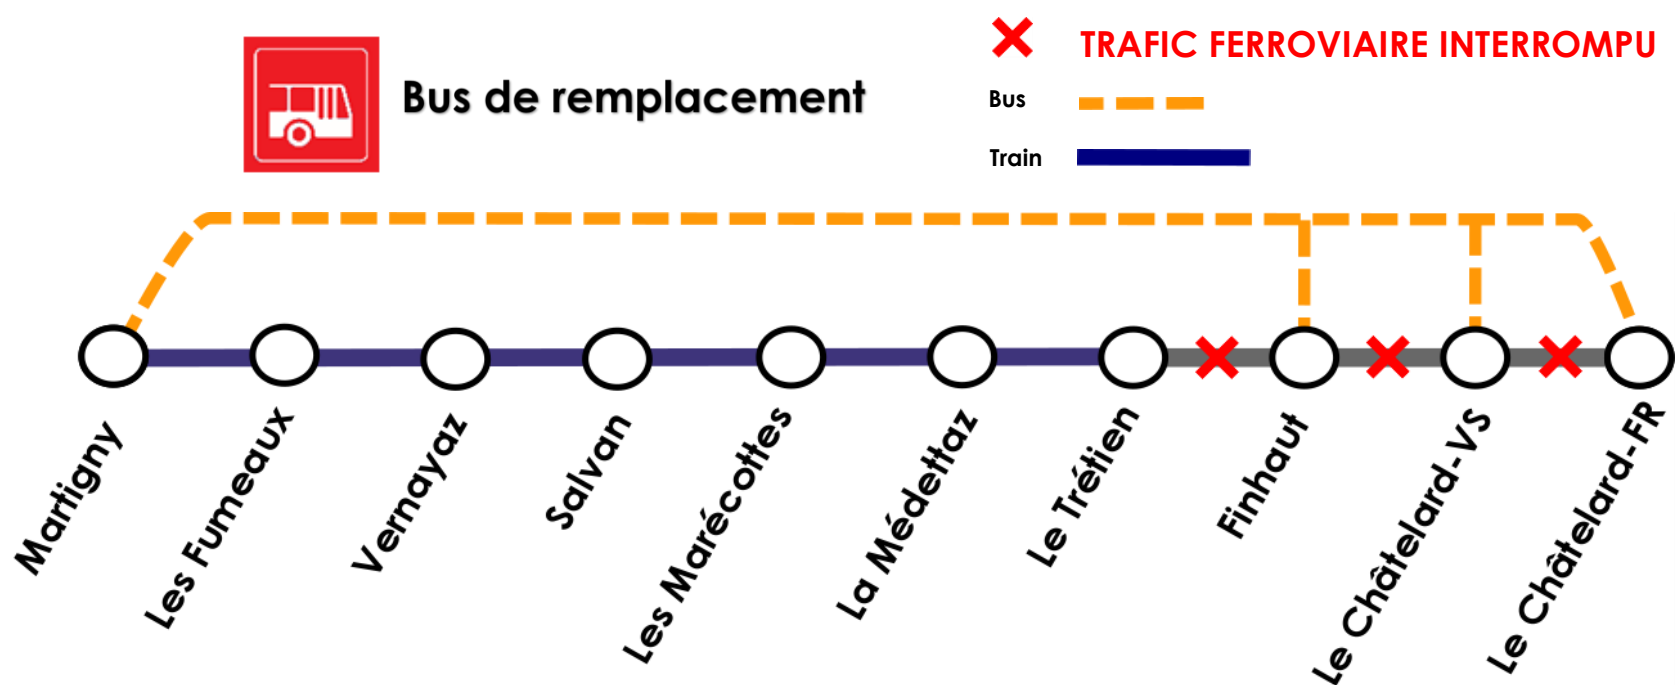 TRAFIC FERROVIAIRE INTERROMPU
Bus de remplacement
Bus
Train
Martigny
Les Fumeaux
Vernayaz
Salvan
Les Marécottes
La Médettaz
Le Trétien
Finhaut
Le Châtelard-VS
Le Châtelard-FR